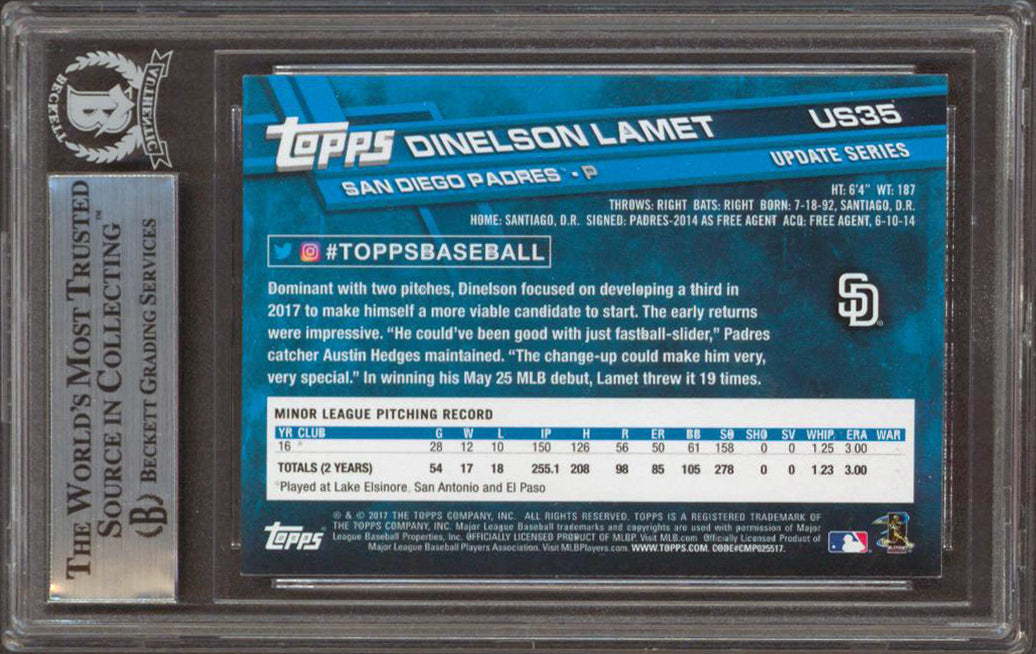 BECKETT AUTHENTIC
B
THE WORLD'S MOST TRUSTED
SOURCE IN COLLECTING™
BECKETT GRADING SERVICES
B
TOPPS DINELSON LAMET US35
SAN DIEGO PADRES™ • P UPDATE SERIES
HT: 6'4" WT: 187
THROWS: RIGHT BATS: RIGHT BORN: 7-18-92, SANTIAGO, D.R.
HOME: SANTIAGO, D.R. SIGNED: PADRES-2014 AS FREE AGENT ACQ: FREE AGENT, 6-10-14
#TOPPSBASEBALL
Dominant with two pitches, Dinelson focused on developing a third in
2017 to make himself a more viable candidate to start. The early returns
were impressive. “He could've been good with just fastball-slider,” Padres
catcher Austin Hedges maintained. “The change-up could make him very,
very special.” In winning his May 25 MLB debut, Lamet threw it 19 times.
SD
MINOR LEAGUE PITCHING RECORD
YR CLUB G W L IP H R ER BB SO SHO SV WHIP ERA WAR
16 * 28 12 10 150 126 56 50 61 158 0 0 1.25 3.00
TOTALS (2 YEARS) 54 17 18 255.1 208 98 85 105 278 0 0 1.23 3.00
*Played at Lake Elsinore, San Antonio and El Paso
TOPPS
® & © 2017 THE TOPPS COMPANY, INC. ALL RIGHTS RESERVED. TOPPS IS A REGISTERED TRADEMARK OF
THE TOPPS COMPANY, INC. Major League Baseball trademarks and copyrights are used with permission of Major
League Baseball Properties, Inc. OFFICIALLY LICENSED PRODUCT OF MLBP. Visit MLB.com Officially Licensed Product of
Major League Baseball Players Association. Visit MLBPlayers.com. WWW.TOPPS.COM. CODE#CMP025517.